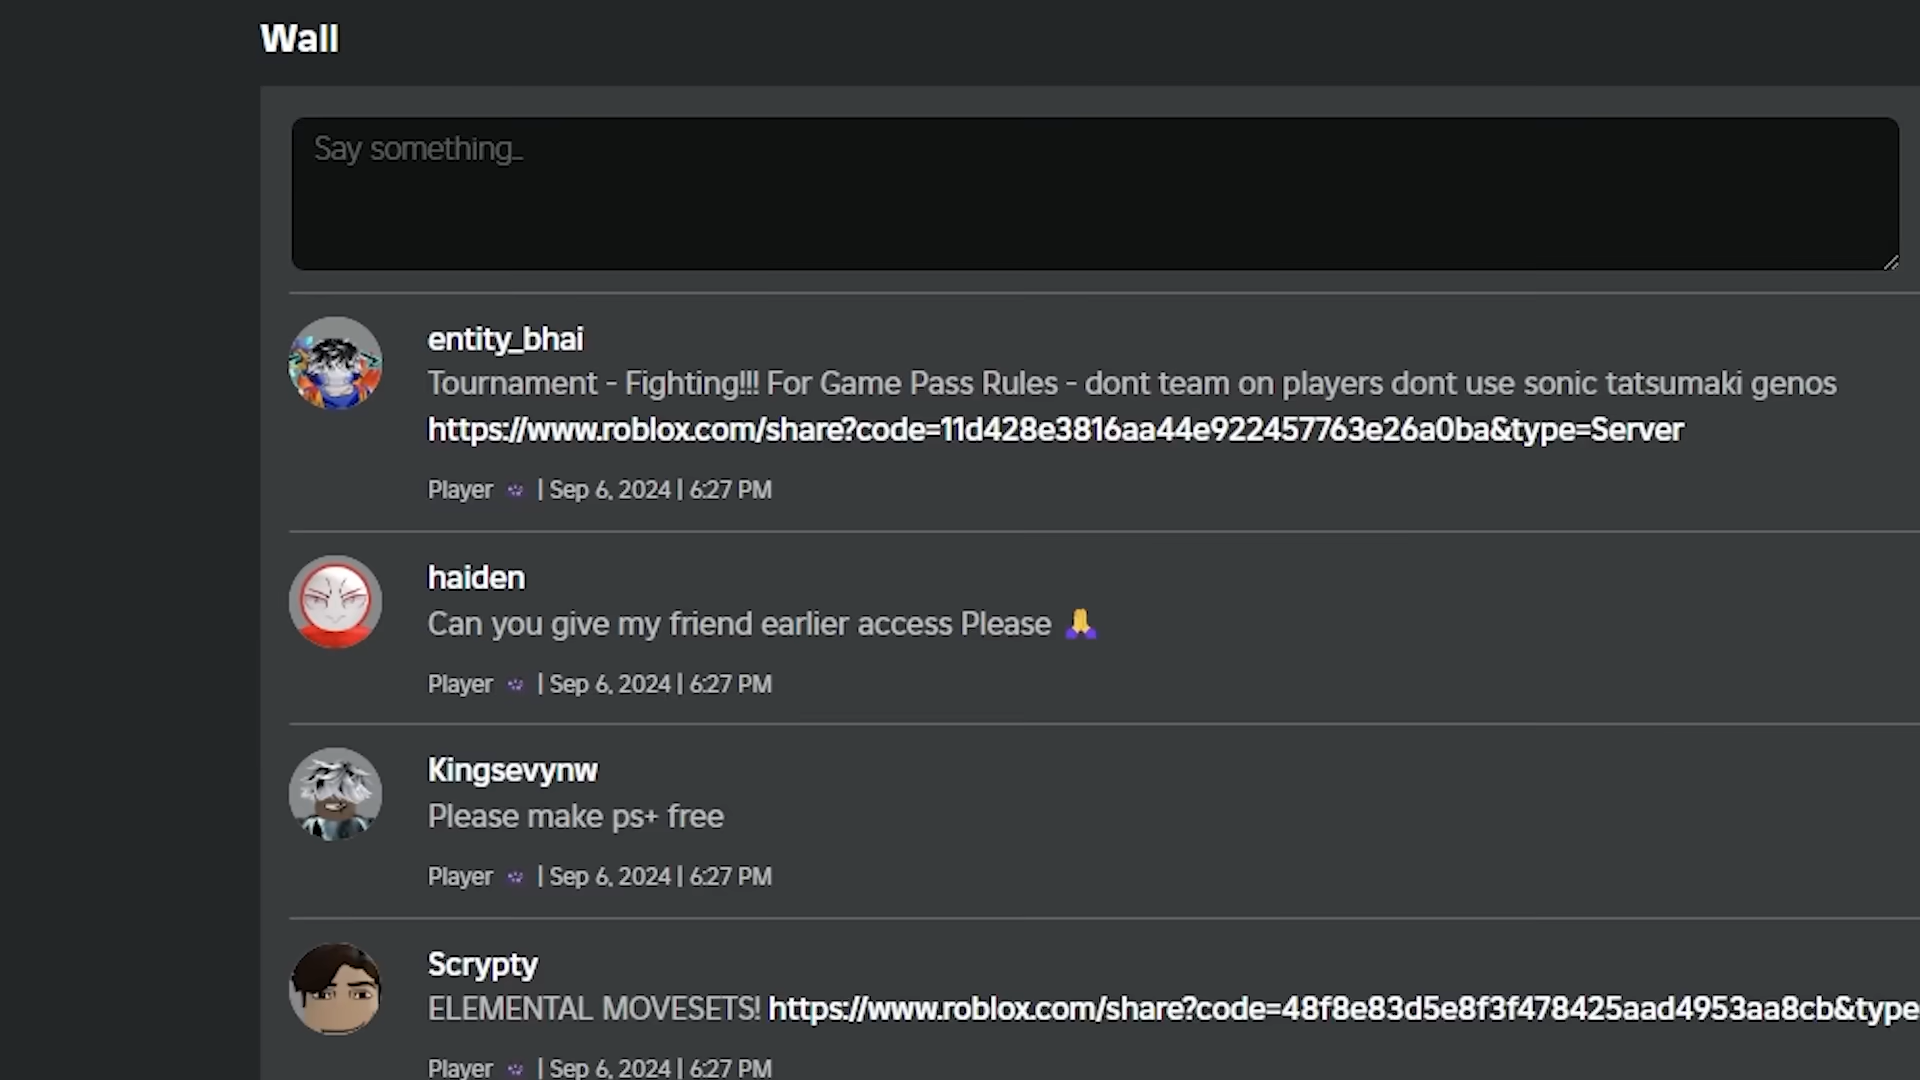 Wall
Say something...
entity_bhai
Tournament - Fighting!!! For Game Pass Rules - dont team on players dont use sonic tatsumaki genos
https://www.roblox.com/share?code=11d428e3816aa44e922457763e26a0ba&type=Server
Player | Sep 6, 2024 | 6:27 PM
haiden
Can you give my friend earlier access Please 🙏
Player | Sep 6, 2024 | 6:27 PM
Kingsevynw
Please make ps+ free
Player | Sep 6, 2024 | 6:27 PM
Scrypty
ELEMENTAL MOVESETS! https://www.roblox.com/share?code=48f8e83d5e8f3f478425aad4953aa8cb&type
Player | Sep 6, 2024 | 6:27 PM